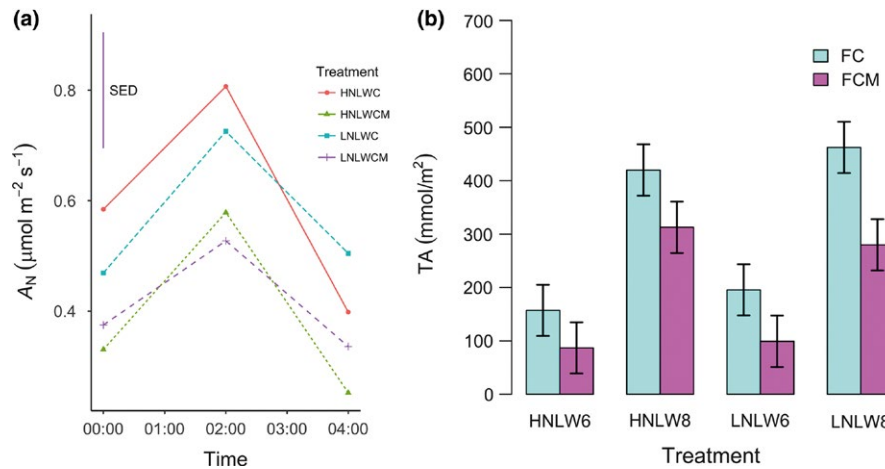 (a)
0.8
0.6
0.4
A_N (μmol m⁻² s⁻¹)
SED
Treatment
HNLWC
HNLWCM
LNLWC
LNLWCM
00:00 01:00 02:00 03:00 04:00
Time
(b)
700
600
500
400
300
200
100
0
TA (mmol/m²)
FC
FCM
HNLW6 HNLW8 LNLW6 LNLW8
Treatment